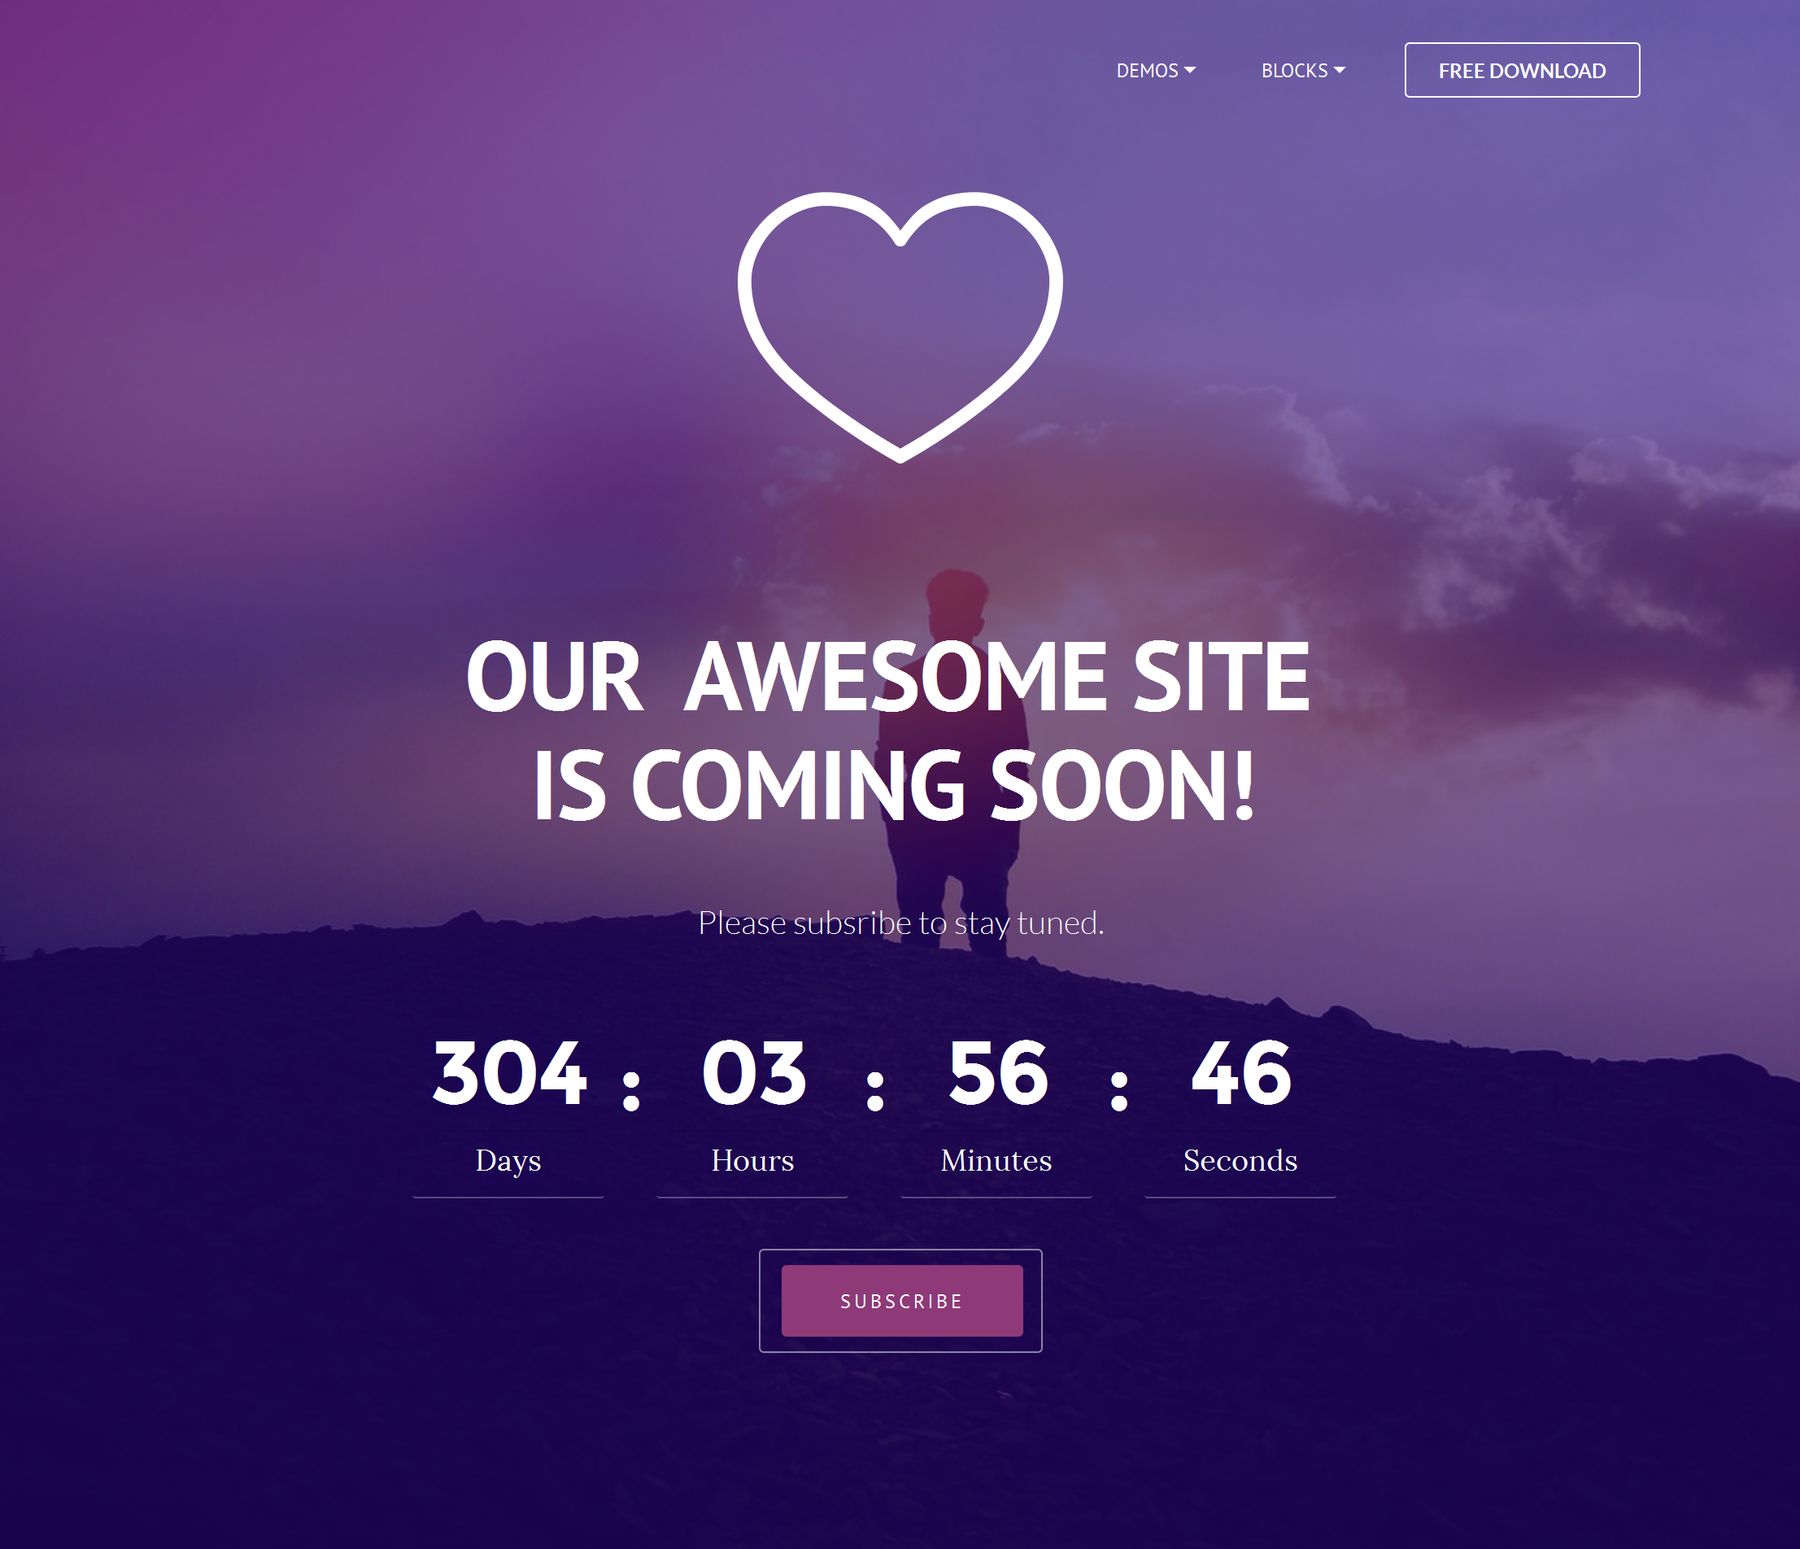 DEMOS BLOCKS FREE DOWNLOAD
OUR AWESOME SITE
IS COMING SOON!
Please subsribe to stay tuned.
304 : 03 : 56 : 46
Days Hours Minutes Seconds
SUBSCRIBE